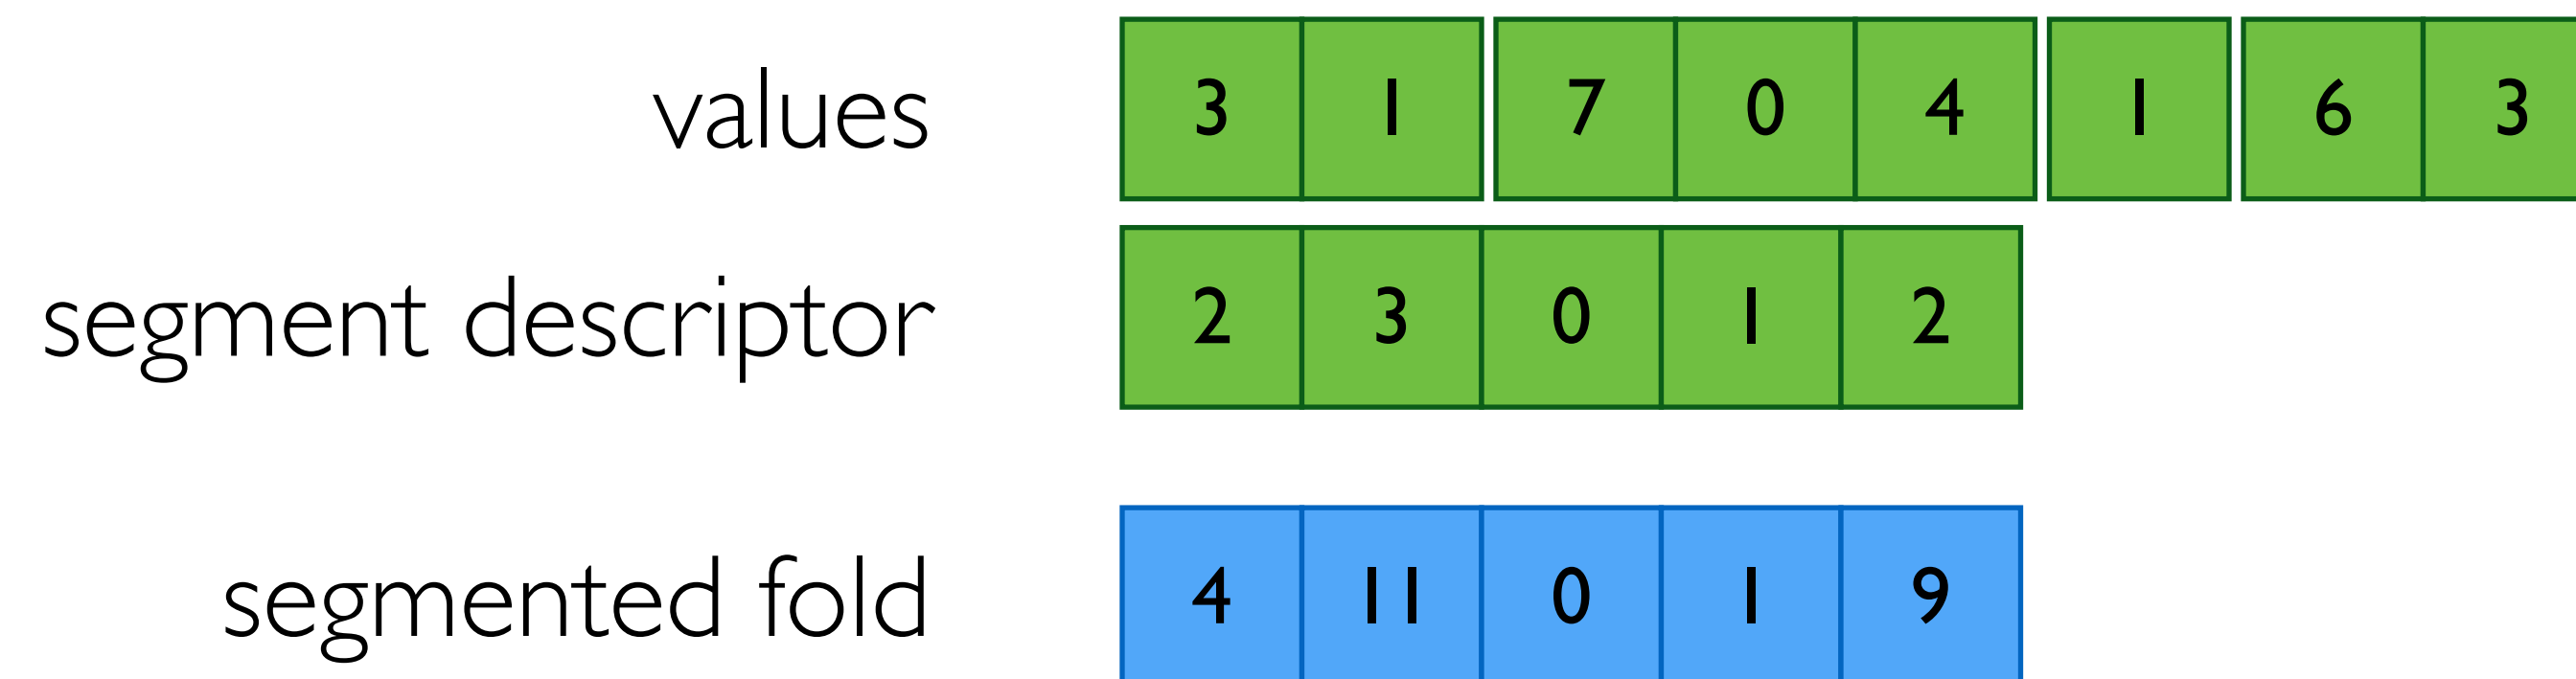 values 3 1 7 0 4 1 6 3
segment descriptor 2 3 0 1 2
segmented fold 4 11 0 1 9